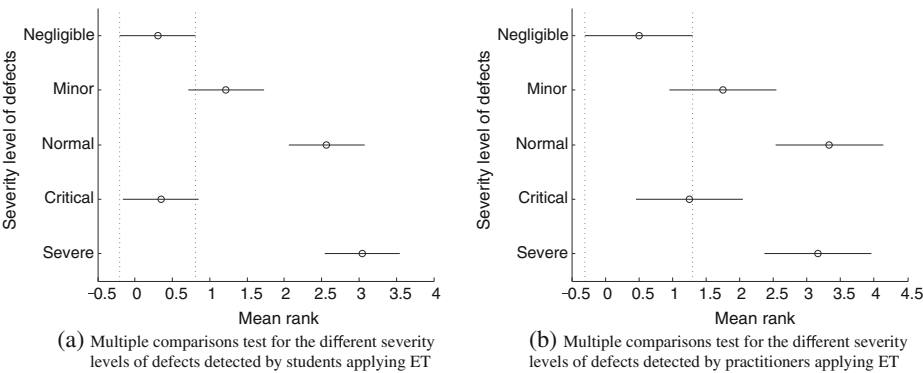 Severity level of defects
Negligible
Minor
Normal
Critical
Severe
−0.5 0 0.5 1 1.5 2 2.5 3 3.5 4
Mean rank
(a) Multiple comparisons test for the different severity
levels of defects detected by students applying ET
Severity level of defects
Negligible
Minor
Normal
Critical
Severe
−0.5 0 0.5 1 1.5 2 2.5 3 3.5 4 4.5
Mean rank
(b) Multiple comparisons test for the different severity
levels of defects detected by practitioners applying ET